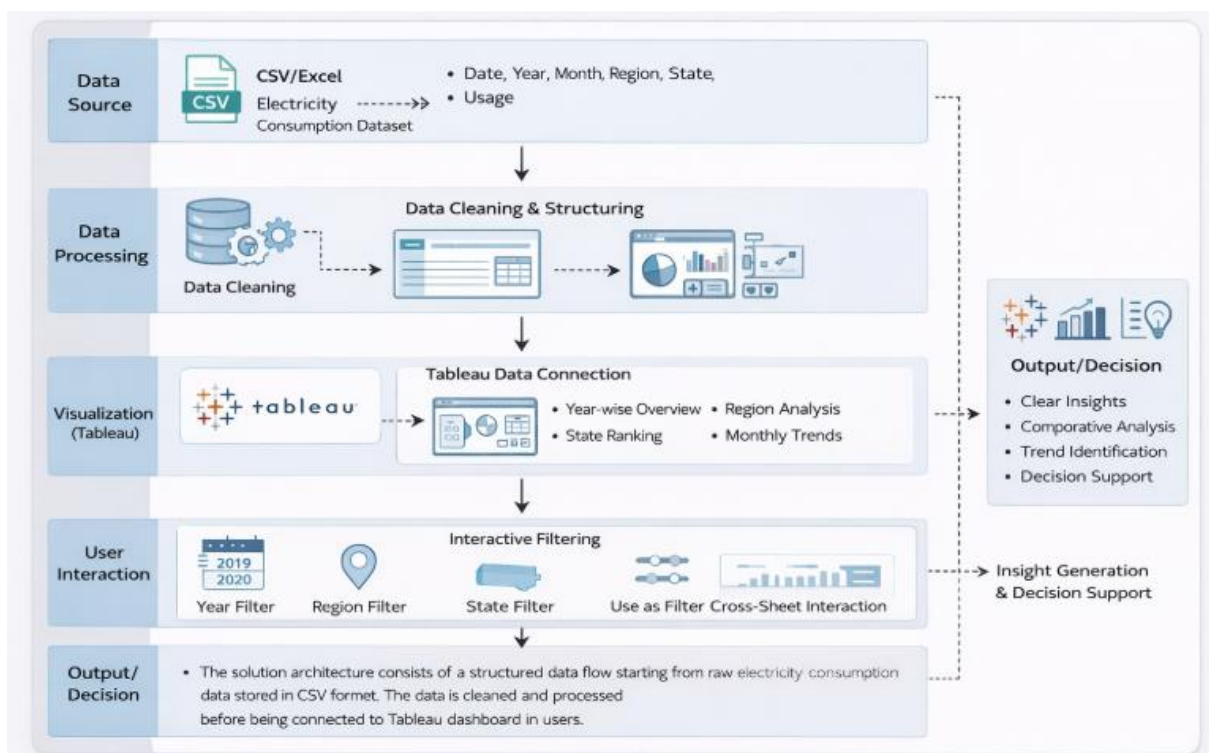 Data
Source
CSV
CSV/Excel
Electricity
Consumption Dataset
• Date, Year, Month, Region, State,
• Usage
Data
Processing
Data Cleaning
Data Cleaning & Structuring
Visualization
(Tableau)
tableau
Tableau Data Connection
• Year-wise Overview
• State Ranking
• Region Analysis
• Monthly Trends
User
Interaction
Interactive Filtering
2019
2020
Year Filter
Region Filter
State Filter
Use as Filter
Cross-Sheet Interaction
Output/
Decision
• The solution architecture consists of a structured data flow starting from raw electricity consumption
data stored in CSV formet. The data is cleaned and processed
before being connected to Tableau dashboard in users.
Output/Decision
• Clear Insights
• Comparative Analysis
• Trend Identification
• Decision Support
Insight Generation
& Decision Support